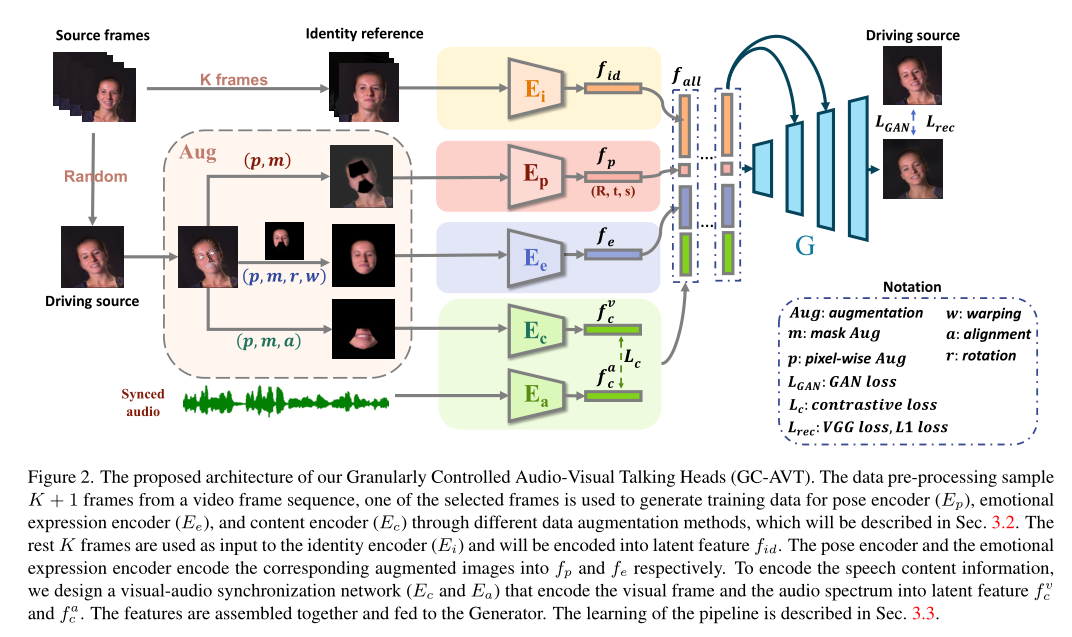 Source frames
Identity reference
Driving source
K frames
E_i
f_id
f_all
L_GAN
L_rec
Aug
(p, m)
Random
E_p
f_p
(R, t, s)
...
E_e
f_e
...
G
(p, m, r, w)
Driving source
Notation
Aug: augmentation
w: warping
m: mask Aug
a: alignment
p: pixel-wise Aug
r: rotation
L_GAN: GAN loss
L_c: contrastive loss
L_rec: VGG loss, L1 loss
(p, m, a)
E_c
f_c^v
L_c
f_c^a
Synced
audio
E_a
Figure 2. The proposed architecture of our Granularly Controlled Audio-Visual Talking Heads (GC-AVT). The data pre-processing sample
K + 1 frames from a video frame sequence, one of the selected frames is used to generate training data for pose encoder (E_p), emotional
expression encoder (E_e), and content encoder (E_c) through different data augmentation methods, which will be described in Sec. 3.2. The
rest K frames are used as input to the identity encoder (E_i) and will be encoded into latent feature f_id. The pose encoder and the emotional
expression encoder encode the corresponding augmented images into f_p and f_e respectively. To encode the speech content information,
we design a visual-audio synchronization network (E_c and E_a) that encode the visual frame and the audio spectrum into latent feature f_c^v
and f_c^a. The features are assembled together and fed to the Generator. The learning of the pipeline is described in Sec. 3.3.